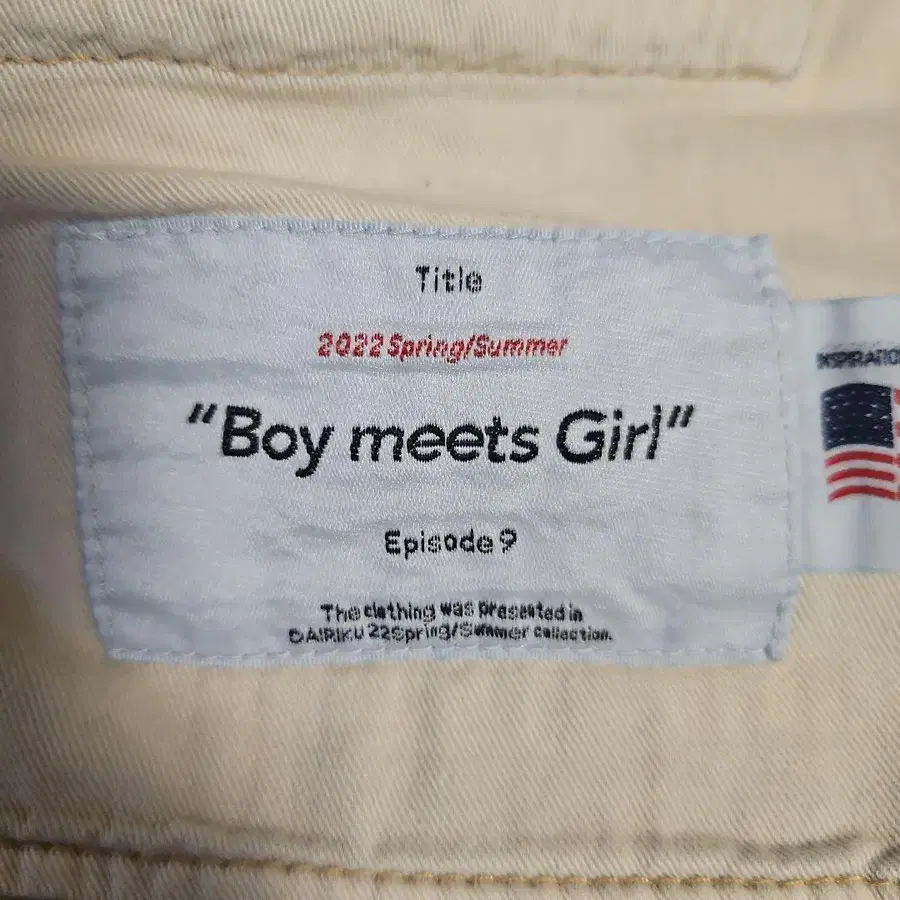 Title
2022 Spring/Summer
“Boy meets Girl”
Episode 9
The clothing was presented in
DAIRIKU 22Spring/Summer collection.